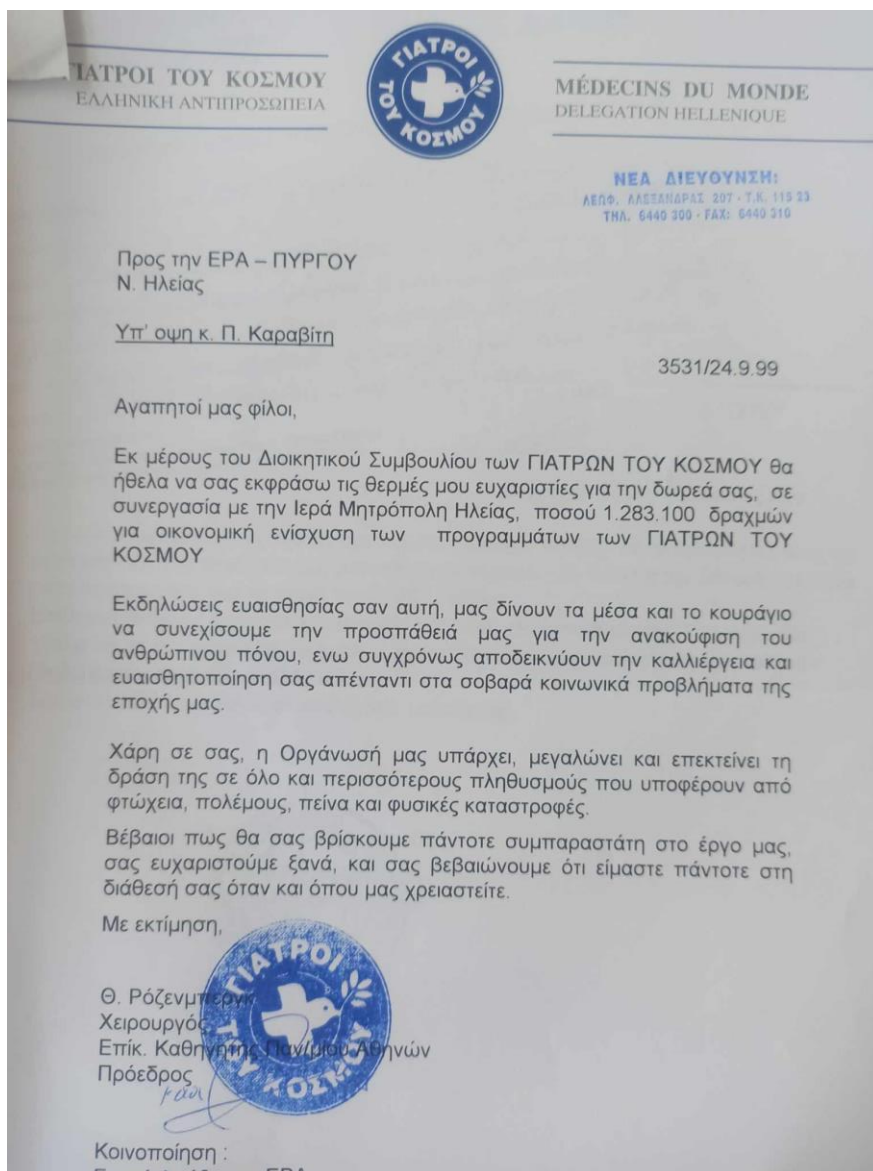 ΓΙΑΤΡΟΙ ΤΟΥ ΚΟΣΜΟΥ
ΕΛΛΗΝΙΚΗ ΑΝΤΙΠΡΟΣΩΠΕΙΑ
ΓΙΑΤΡΟΙ ΤΟΥ ΚΟΣΜΟΥ
MÉDECINS DU MONDE
DELEGATION HELLENIQUE
ΝΕΑ ΔΙΕΥΘΥΝΣΗ:
ΛΕΩΦ. ΑΛΕΞΑΝΔΡΑΣ 207 - Τ.Κ. 115 23
ΤΗΛ. 6440 300 - FAX: 6440 310
Προς την ΕΡΑ – ΠΥΡΓΟΥ
Ν. Ηλείας
Υπ’ οψη κ. Π. Καραβίτη
3531/24.9.99
Αγαπητοί μας φίλοι,
Εκ μέρους του Διοικητικού Συμβουλίου των ΓΙΑΤΡΩΝ ΤΟΥ ΚΟΣΜΟΥ θα
ήθελα να σας εκφράσω τις θερμές μου ευχαριστίες για την δωρεά σας, σε
συνεργασία με την Ιερά Μητρόπολη Ηλείας, ποσού 1.283.100 δραχμών
για οικονομική ενίσχυση των προγραμμάτων των ΓΙΑΤΡΩΝ ΤΟΥ
ΚΟΣΜΟΥ
Εκδηλώσεις ευαισθησίας σαν αυτή, μας δίνουν τα μέσα και το κουράγιο
να συνεχίσουμε την προσπάθειά μας για την ανακούφιση του
ανθρώπινου πόνου, ενω συγχρόνως αποδεικνύουν την καλλιέργεια και
ευαισθητοποίηση σας απένταντι στα σοβαρά κοινωνικά προβλήματα της
εποχής μας.
Χάρη σε σας, η Οργάνωσή μας υπάρχει, μεγαλώνει και επεκτείνει τη
δράση της σε όλο και περισσότερους πληθυσμούς που υποφέρουν από
φτώχεια, πολέμους, πείνα και φυσικές καταστροφές.
Βέβαιοι πως θα σας βρίσκουμε πάντοτε συμπαραστάτη στο έργο μας,
σας ευχαριστούμε ξανά, και σας βεβαιώνουμε ότι είμαστε πάντοτε στη
διάθεσή σας όταν και όπου μας χρειαστείτε.
Με εκτίμηση,
ΓΙΑΤΡΟΙ ΤΟΥ ΚΟΣΜΟΥ
Θ. Ρόζενμπεργκ
Χειρουργός
Επίκ. Καθηγητής Παν/μίου Αθηνών
Πρόεδρος
Κοινοποίηση :